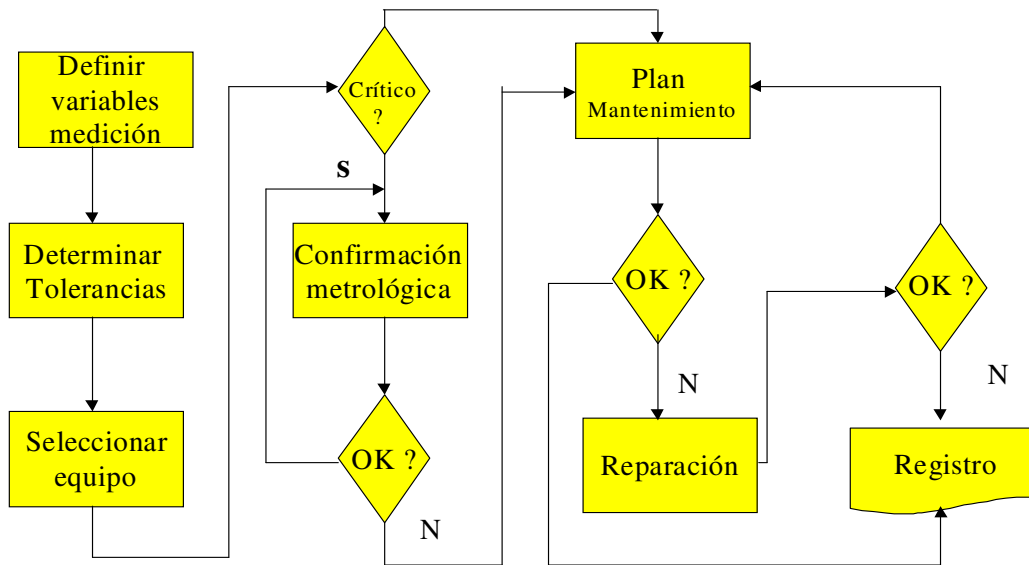 Definir
variables
medición
Determinar
Tolerancias
Seleccionar
equipo
Crítico
?
s
Confirmación
metrológica
OK ?
N
Plan
Mantenimiento
OK ?
N
Reparación
OK ?
N
Registro